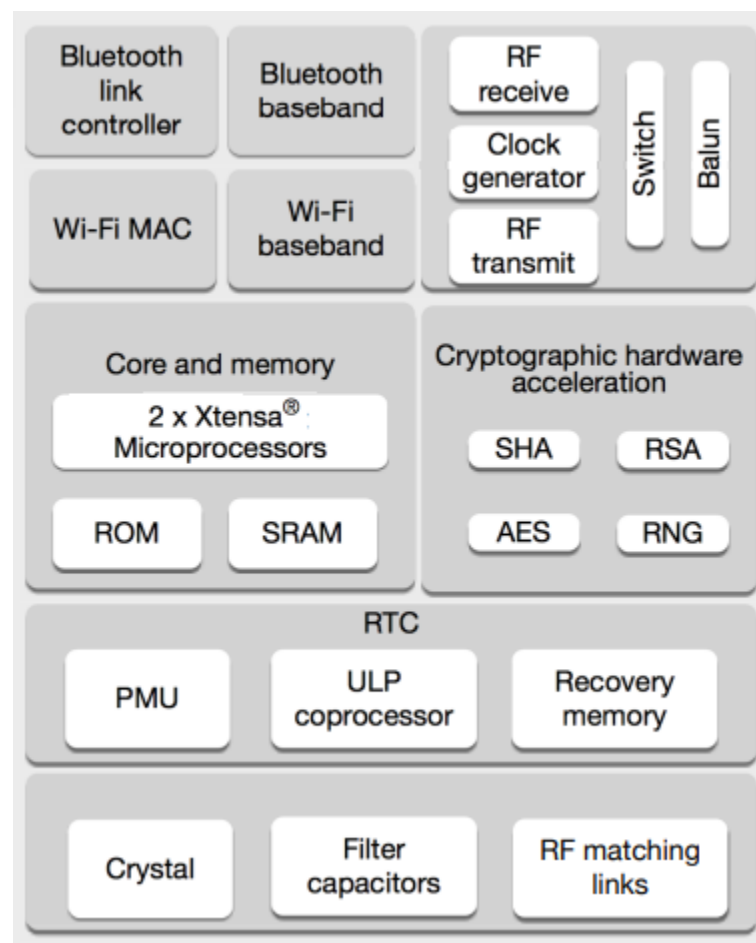 Bluetooth
link
controller
Bluetooth
baseband
RF
receive
Clock
generator
RF
transmit
Switch
Balun
Wi-Fi MAC
Wi-Fi
baseband
Core and memory
2 x Xtensa®
Microprocessors
ROM
SRAM
Cryptographic hardware
acceleration
SHA
RSA
AES
RNG
RTC
PMU
ULP
coprocessor
Recovery
memory
Crystal
Filter
capacitors
RF matching
links